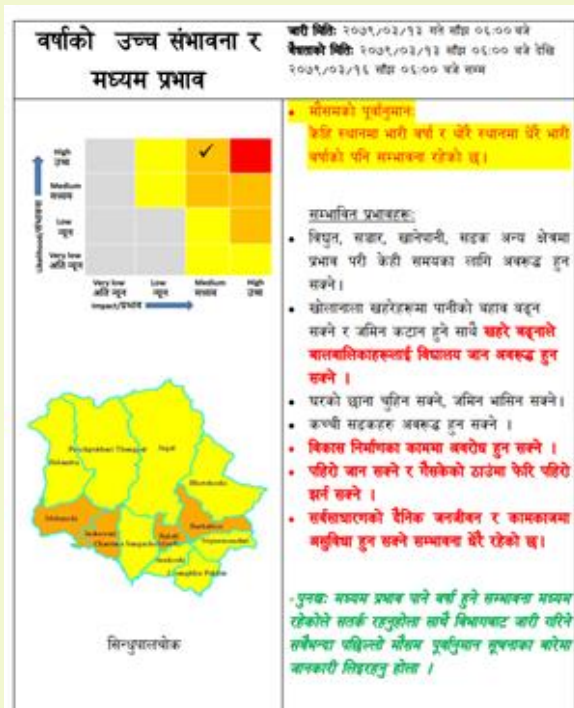 वर्षाको उच्च संभावना र
मध्यम प्रभाव
जारी मितिः २०७९/०३/१३ गते साँझ ०६:०० बजे
बैधताको मितिः २०७९/०३/१३ साँझ ०६:०० बजे देखि
२०७९/०३/१६ साँझ ०६:०० बजे सम्म
Likelihood/संभावना
High
उच्च
Medium
मध्यम
Low
न्यून
Very low
अति न्यून
Very low
अति न्यून
Low
न्यून
Medium
मध्यम
High
उच्च
Impact/प्रभाव
Panchpokhari Thangpal
Jugal
Helambu
Bhotekoshi
Melamchi
Indrawati
Barhabise
Balefi
Sunkoshi
Lisangkhu Pakhar
सिन्धुपाल्चोक
• मौसमको पूर्वानुमानः
केहि स्थानमा भारी वर्षा र थोरै स्थानमा धेरै भारी
वर्षाको पनि सम्भावना रहेको छ।
सम्भावित प्रभावहरूः
• विद्युत, सञ्चार, खानेपानी, सडक अन्य क्षेत्रमा
प्रभाव परी केही समयका लागि अवरूद्ध हुन
सक्ने।
• खोलानाला खहरेहरूमा पानीको बहाव बढ्न
सक्ने र जमिन कटान हुने साथै खहरे बढ्नाले
बालबालिकाहरूलाई विद्यालय जान अवरूद्ध हुन
सक्ने ।
• घरको छाना चुहिन सक्ने, जमिन भासिन सक्ने।
• कच्ची सडकहरु अवरूद्ध हुन सक्ने ।
• विकास निर्माणका काममा अवरोध हुन सक्ने ।
• पहिरो जान सक्ने र गैसकेको ठाउंमा फेरि पहिरो
झर्न सक्ने ।
• सर्वसाधारणको दैनिक जनजीवन र कामकाजमा
असुविधा हुन सक्ने सम्भावना धेरै रहेको छ।
-पुनश्चः मध्यम प्रभाव पार्ने वर्षा हुने सम्भावना मध्यम
रहेकोले सतर्क रहनुहोला साथै विभागबाट जारी गरिने
सबैभन्दा पछिल्लो मौसम पूर्वानुमान सूचनाका बारेमा
जानकारी लिइरहनु होला ।